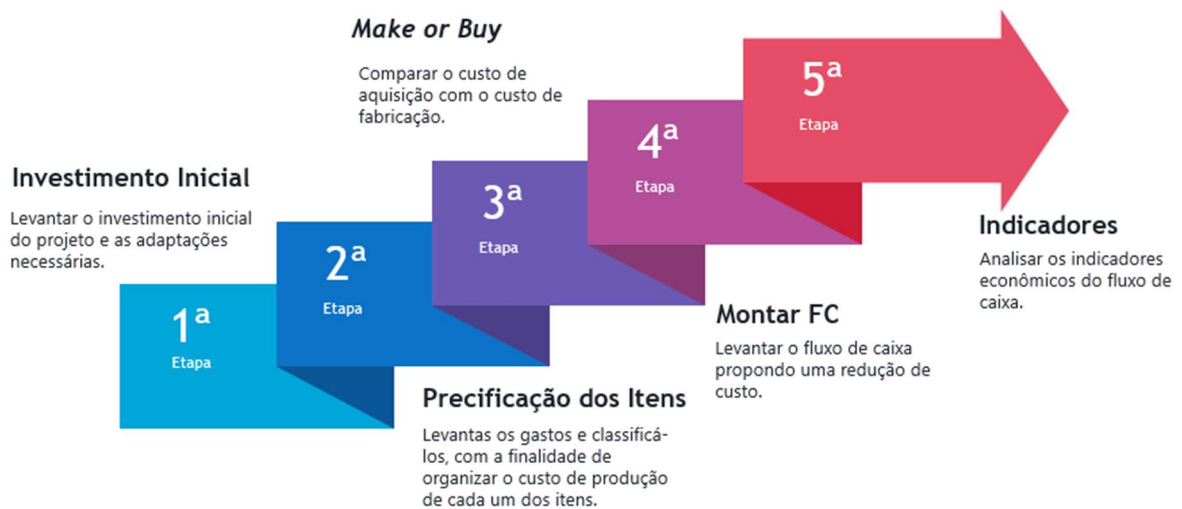 Investimento Inicial
Levantar o investimento inicial
do projeto e as adaptações
necessárias.
1ª
Etapa
2ª
Etapa
Precificação dos Itens
Levantas os gastos e classificá-
los, com a finalidade de
organizar o custo de produção
de cada um dos itens.
Make or Buy
Comparar o custo de
aquisição com o custo de
fabricação.
3ª
Etapa
4ª
Etapa
Montar FC
Levantar o fluxo de caixa
propondo uma redução de
custo.
5ª
Etapa
Indicadores
Analisar os indicadores
econômicos do fluxo de
caixa.